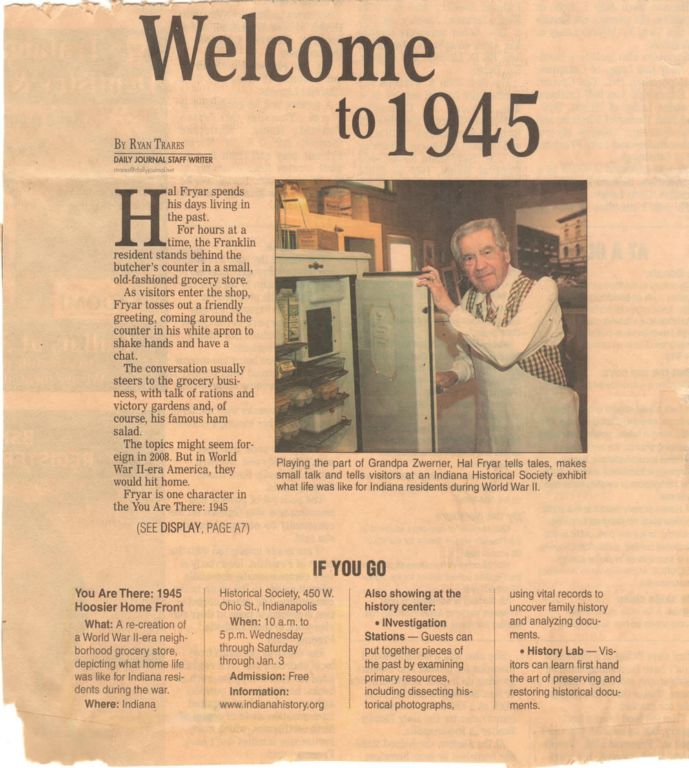 Welcome
to 1945
BY RYAN TRARES
DAILY JOURNAL STAFF WRITER
Hal Fryar spends
his days living in
the past.
For hours at a
time, the Franklin
resident stands behind the
butcher's counter in a small,
old-fashioned grocery store.
As visitors enter the shop,
Fryar tosses out a friendly
greeting, coming around the
counter in his white apron to
shake hands and have a
chat.
The conversation usually
steers to the grocery busi-
ness, with talk of rations and
victory gardens and, of
course, his famous ham
salad.
The topics might seem for-
eign in 2008. But in World
War II-era America, they
would hit home.
Fryar is one character in
the You Are There: 1945
(SEE DISPLAY, PAGE A7)
Playing the part of Grandpa Zwerner, Hal Fryar tells tales, makes
small talk and tells visitors at an Indiana Historical Society exhibit
what life was like for Indiana residents during World War II.
IF YOU GO
You Are There: 1945
Hoosier Home Front
What: A re-creation of
a World War II-era neigh-
borhood grocery store,
depicting what home life
was like for Indiana resi-
dents during the war.
Where: Indiana
Historical Society, 450 W.
Ohio St., Indianapolis
When: 10 a.m. to
5 p.m. Wednesday
through Saturday
through Jan. 3
Admission: Free
Information:
www.indianahistory.org
Also showing at the
history center:
• INvestigation
Stations — Guests can
put together pieces of
the past by examining
primary resources,
including dissecting his-
torical photographs,
using vital records to
uncover family history
and analyzing docu-
ments.
• History Lab — Vis-
itors can learn first hand
the art of preserving and
restoring historical docu-
ments.